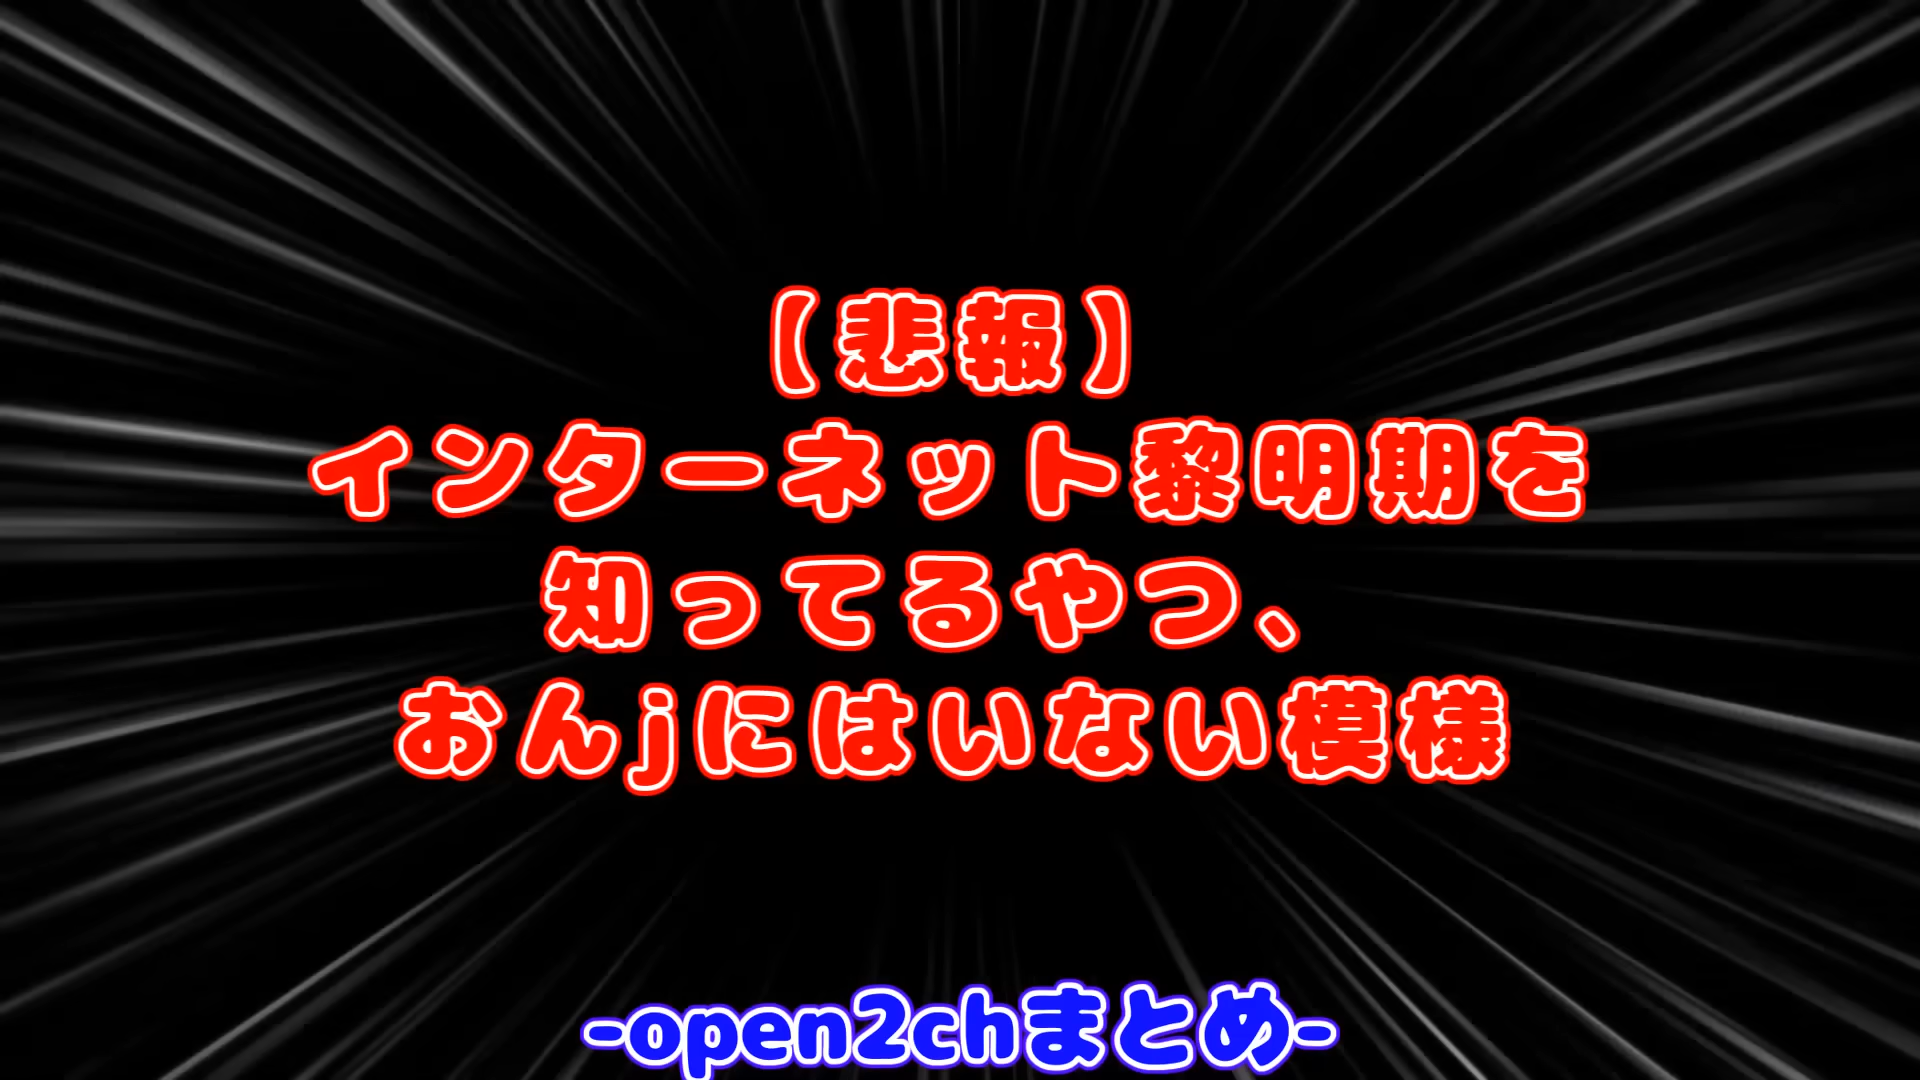 【悲報】
インターネット黎明期を
知ってるやつ、
おんjにはいない模様
-open2chまとめ-